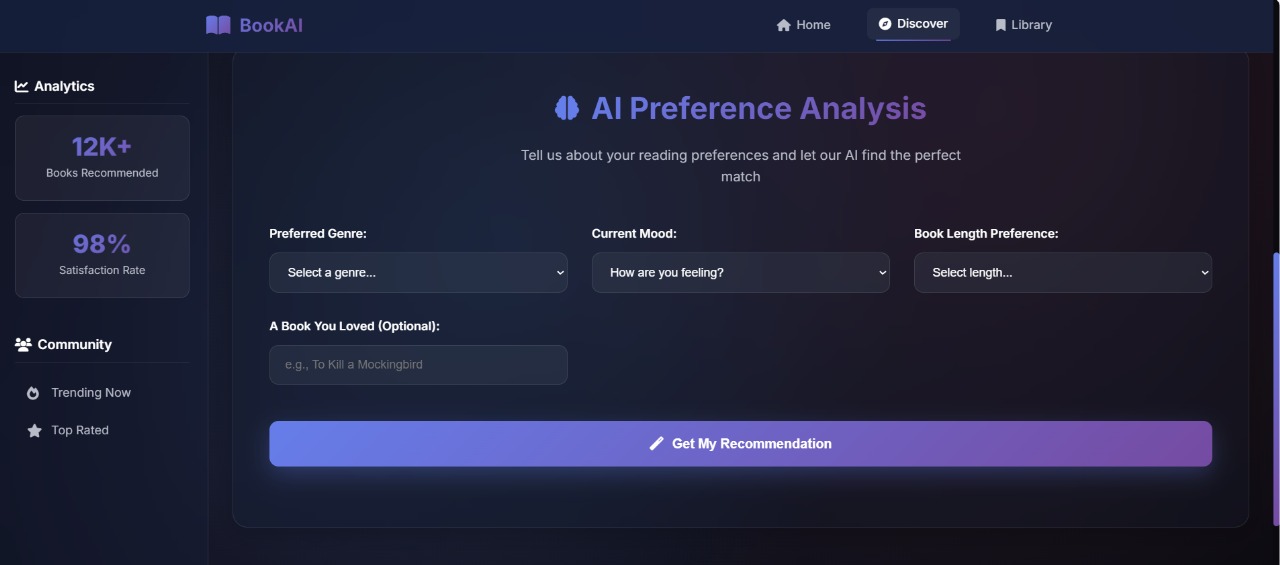 BookAI
Home
Discover
Library
Analytics
12K+
Books Recommended
98%
Satisfaction Rate
Community
Trending Now
Top Rated
AI Preference Analysis
Tell us about your reading preferences and let our AI find the perfect
match
Preferred Genre:
Select a genre...
Current Mood:
How are you feeling?
Book Length Preference:
Select length...
A Book You Loved (Optional):
e.g., To Kill a Mockingbird
Get My Recommendation